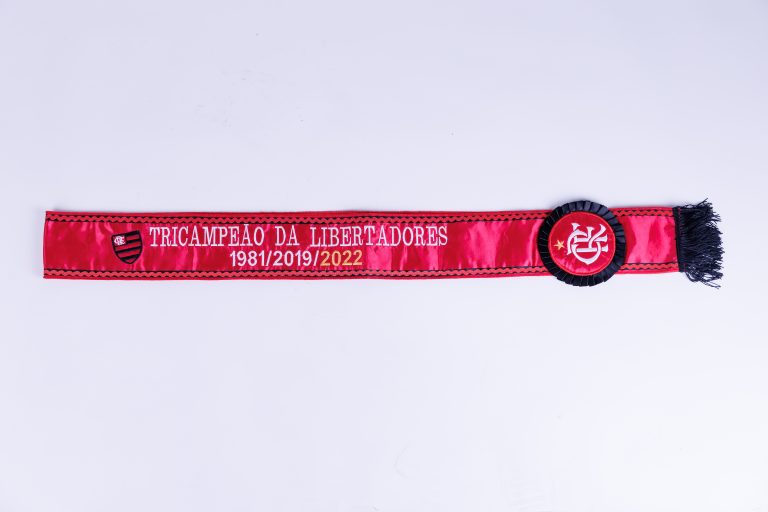 TRICAMPEÃO DA LIBERTADORES
1981/2019/2022